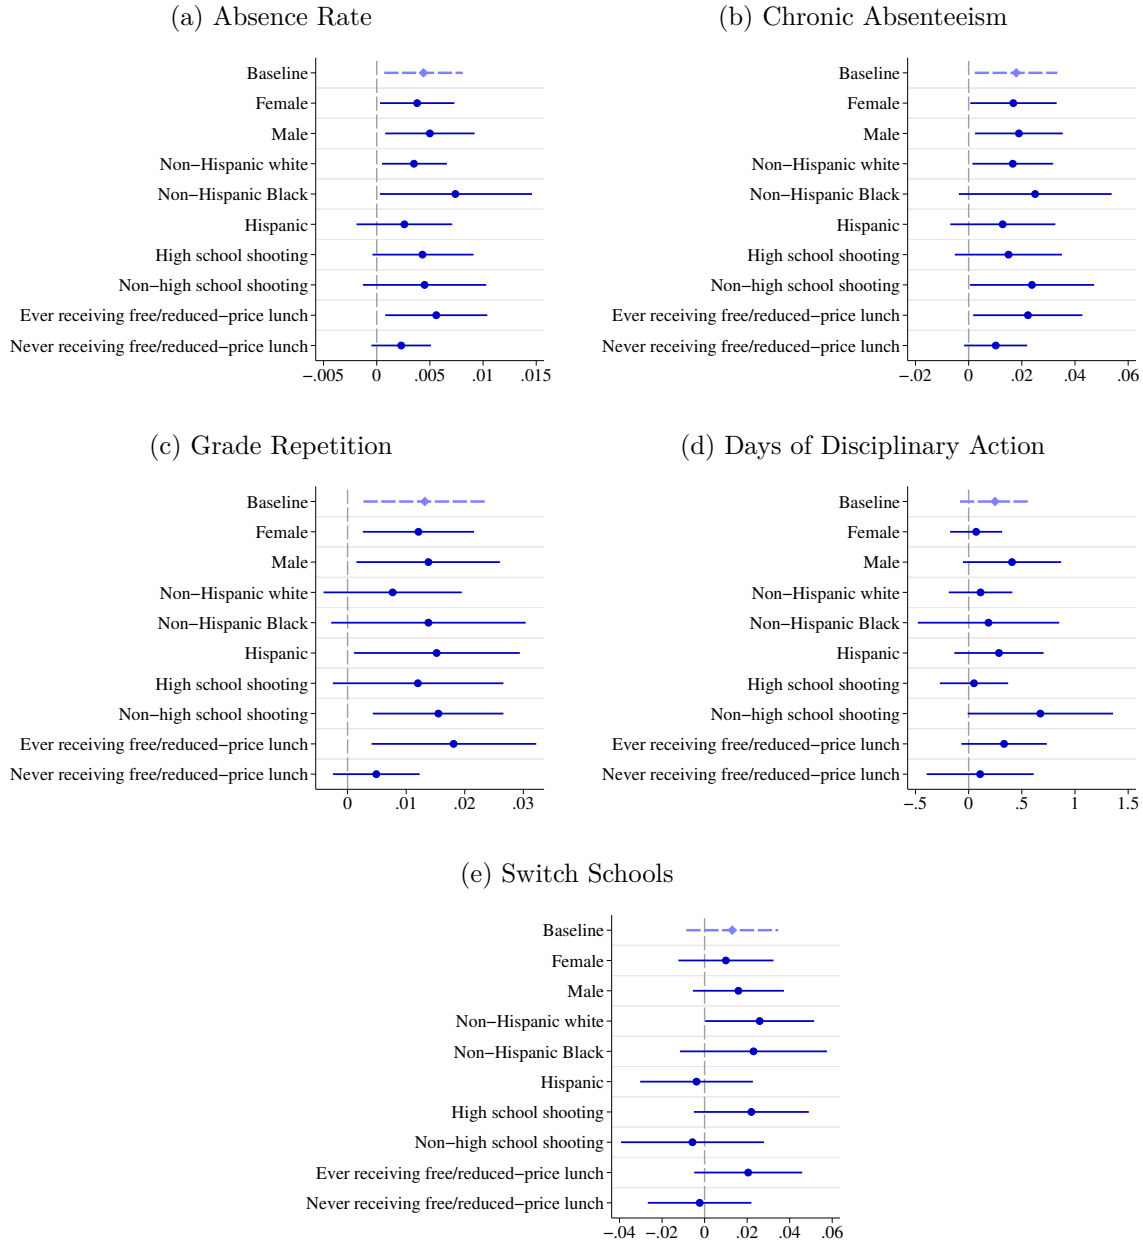 (a) Absence Rate
Baseline
Female
Male
Non−Hispanic white
Non−Hispanic Black
Hispanic
High school shooting
Non−high school shooting
Ever receiving free/reduced−price lunch
Never receiving free/reduced−price lunch
−.005 0 .005 .01 .015
(b) Chronic Absenteeism
Baseline
Female
Male
Non−Hispanic white
Non−Hispanic Black
Hispanic
High school shooting
Non−high school shooting
Ever receiving free/reduced−price lunch
Never receiving free/reduced−price lunch
−.02 0 .02 .04 .06
(c) Grade Repetition
Baseline
Female
Male
Non−Hispanic white
Non−Hispanic Black
Hispanic
High school shooting
Non−high school shooting
Ever receiving free/reduced−price lunch
Never receiving free/reduced−price lunch
0 .01 .02 .03
(d) Days of Disciplinary Action
Baseline
Female
Male
Non−Hispanic white
Non−Hispanic Black
Hispanic
High school shooting
Non−high school shooting
Ever receiving free/reduced−price lunch
Never receiving free/reduced−price lunch
−.5 0 .5 1 1.5
(e) Switch Schools
Baseline
Female
Male
Non−Hispanic white
Non−Hispanic Black
Hispanic
High school shooting
Non−high school shooting
Ever receiving free/reduced−price lunch
Never receiving free/reduced−price lunch
−.04 −.02 0 .02 .04 .06